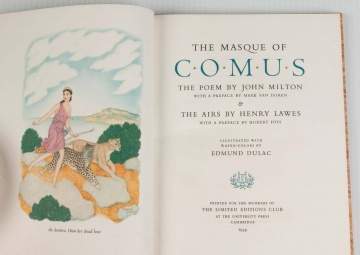 THE MASQUE OF
C·O·M·U·S
THE POEM BY JOHN MILTON
WITH A PREFACE BY MARK VAN DOREN
&
THE AIRS BY HENRY LAWES
WITH A PREFACE BY HUBERT FOSS
ILLUSTRATED WITH
WATER-COLORS BY
EDMUND DULAC
PRINTED FOR THE MEMBERS OF
THE LIMITED EDITIONS CLUB
AT THE UNIVERSITY PRESS
CAMBRIDGE
1954